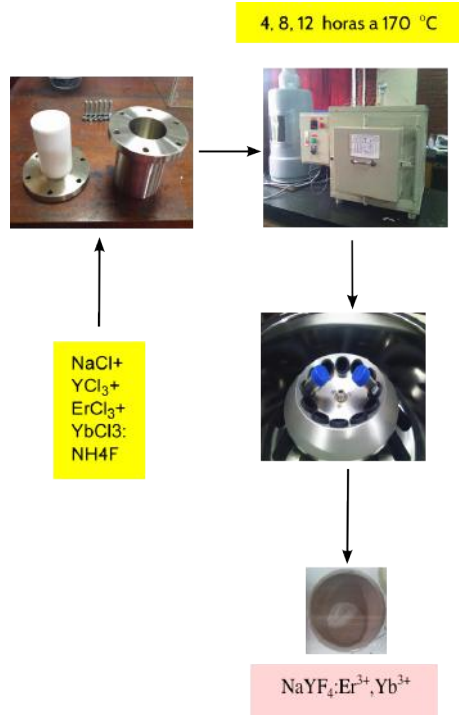 4, 8, 12 horas a 170 °C
NaCl+
YCl₃+
ErCl₃+
YbCl3:
NH4F
NaYF₄:Er³⁺,Yb³⁺